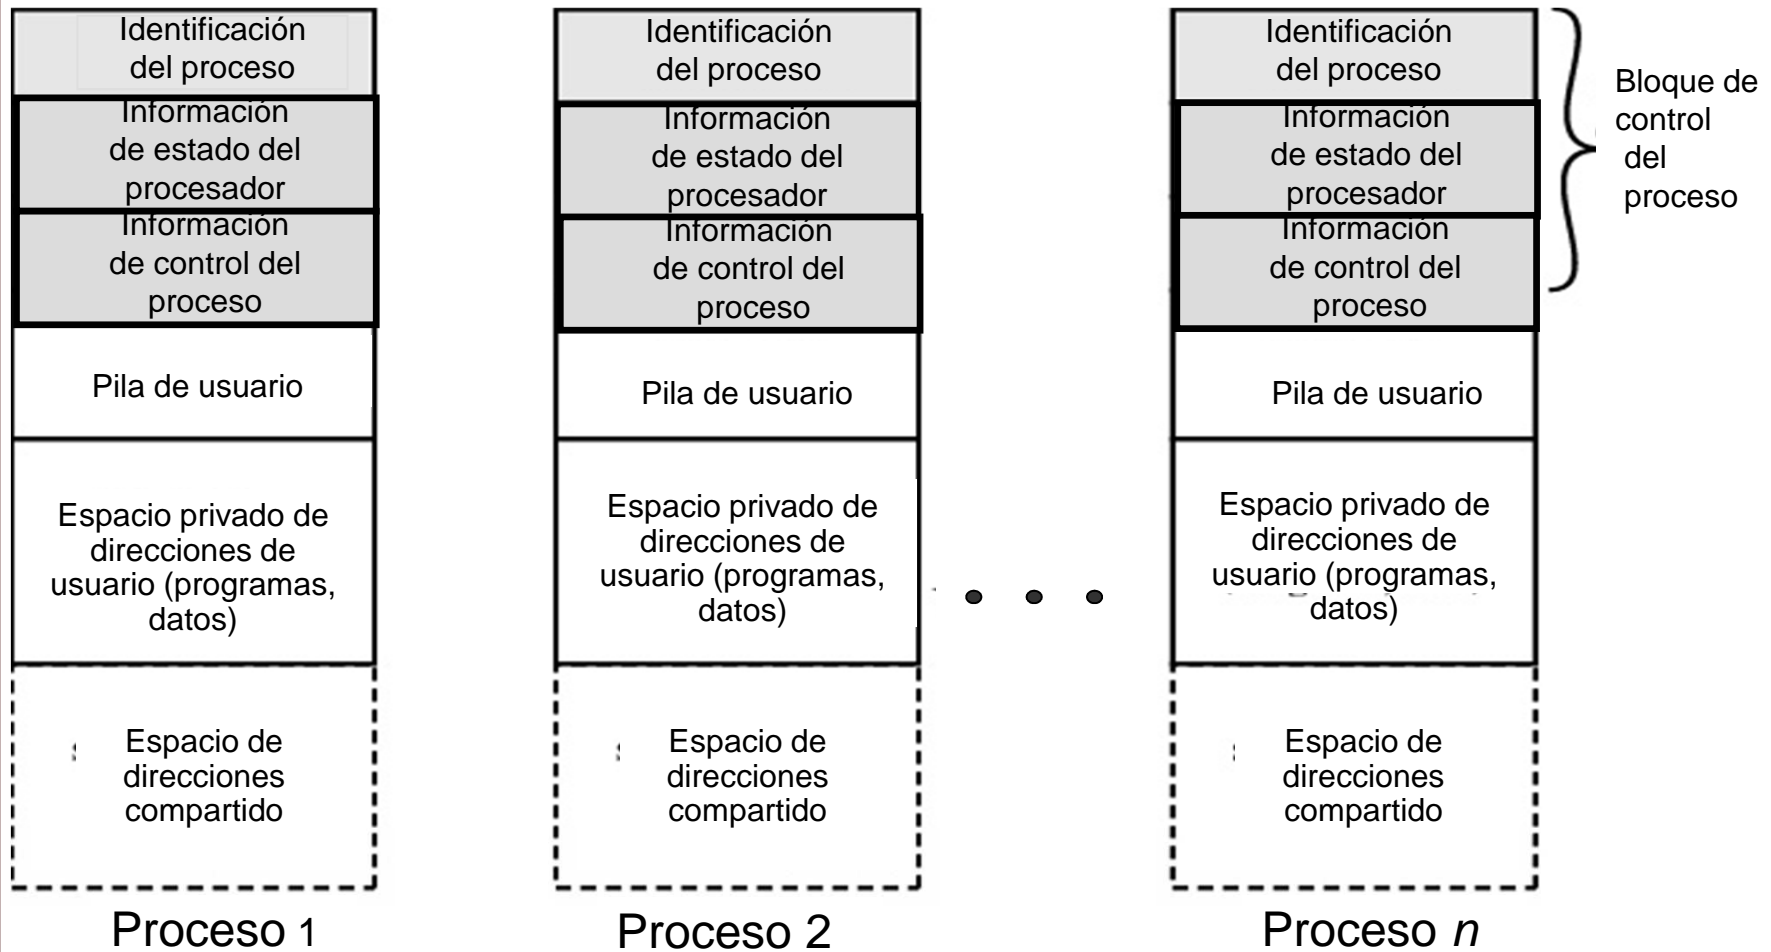 Identificación
del proceso
Información
de estado del
procesador
Información
de control del
proceso
Pila de usuario
Espacio privado de
direcciones de
usuario (programas,
datos)
Espacio de
direcciones
compartido
Proceso 1
Identificación
del proceso
Información
de estado del
procesador
Información
de control del
proceso
Pila de usuario
Espacio privado de
direcciones de
usuario (programas,
datos)
Espacio de
direcciones
compartido
Proceso 2
Identificación
del proceso
Información
de estado del
procesador
Información
de control del
proceso
Pila de usuario
Espacio privado de
direcciones de
usuario (programas,
datos)
Espacio de
direcciones
compartido
Proceso n
Bloque de
control
del
proceso